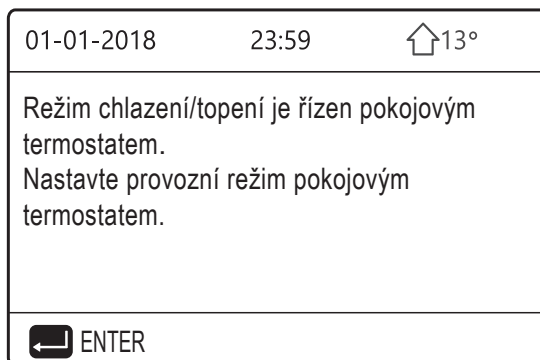 01-01-2018 23:59 13°
Režim chlazení/topení je řízen pokojovým
termostatem.
Nastavte provozní režim pokojovým
termostatem.
ENTER